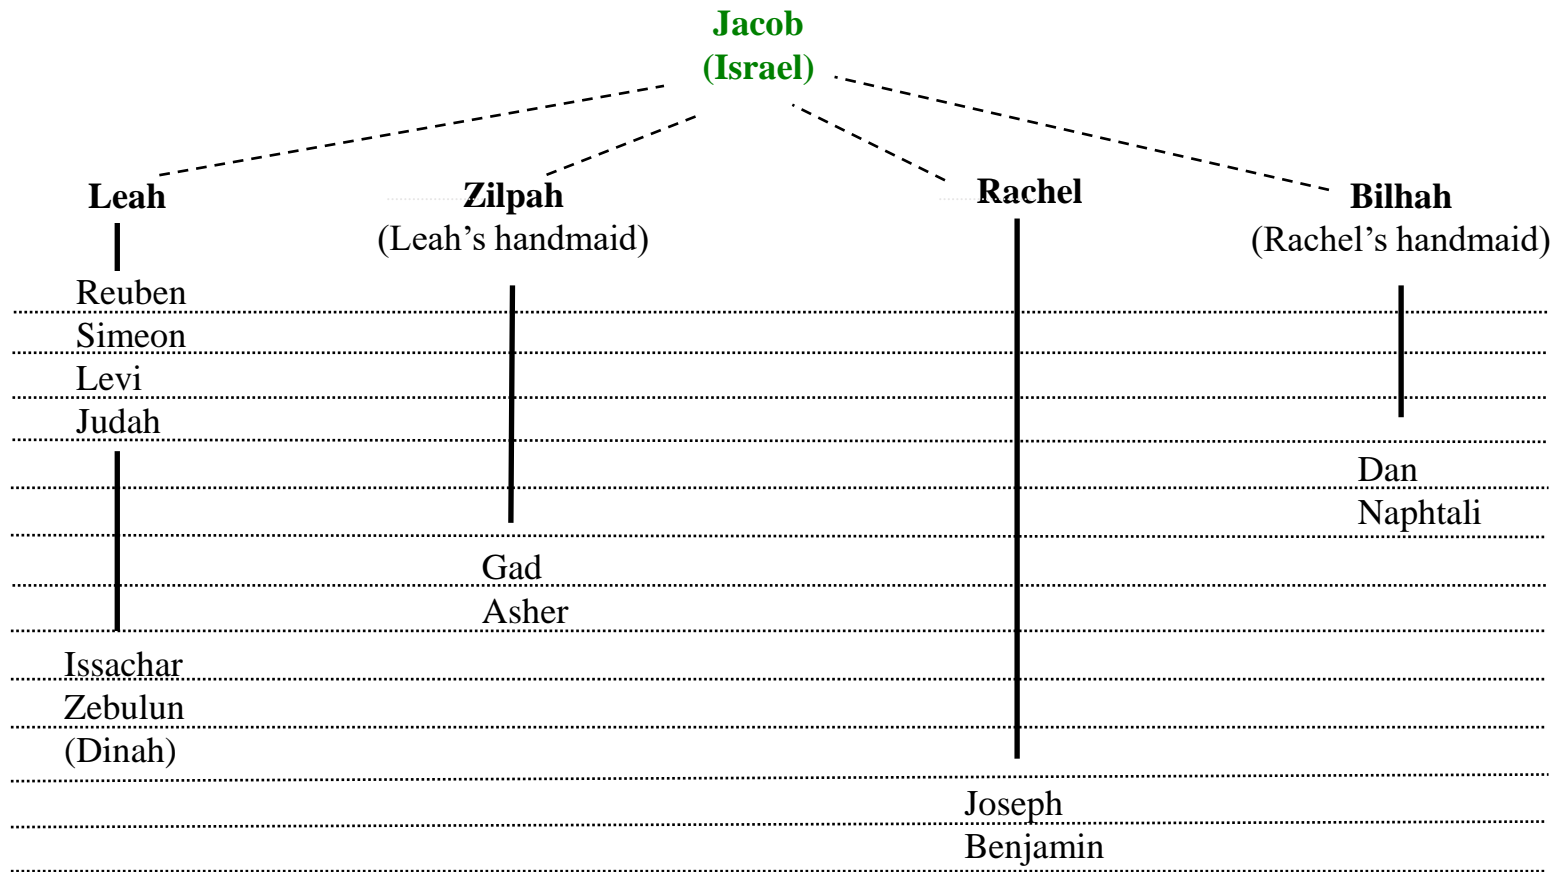 Jacob
(Israel)
Leah
Zilpah
(Leah’s handmaid)
Rachel
Bilhah
(Rachel’s handmaid)
Reuben
Simeon
Levi
Judah
Dan
Naphtali
Gad
Asher
Issachar
Zebulun
(Dinah)
Joseph
Benjamin